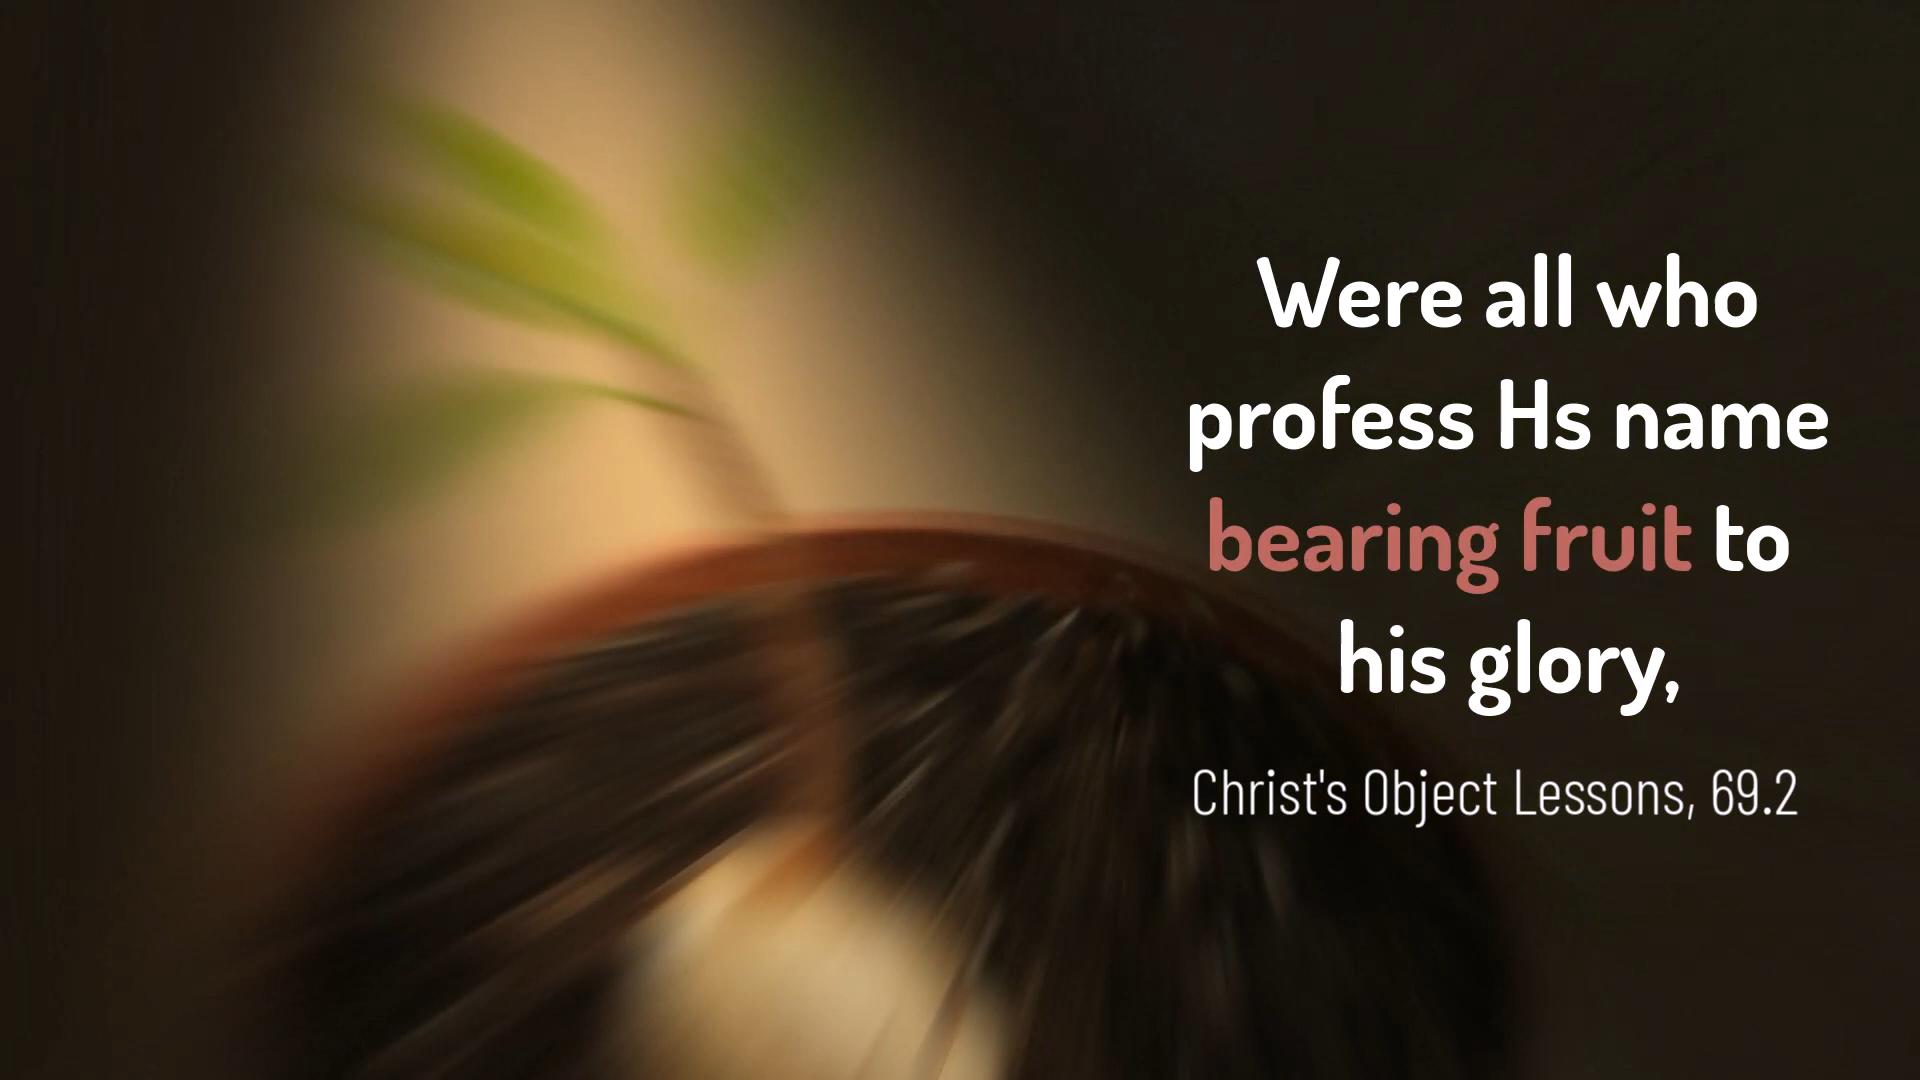 Were all who
profess Hs name
bearing fruit to
his glory,
Christ's Object Lessons, 69.2